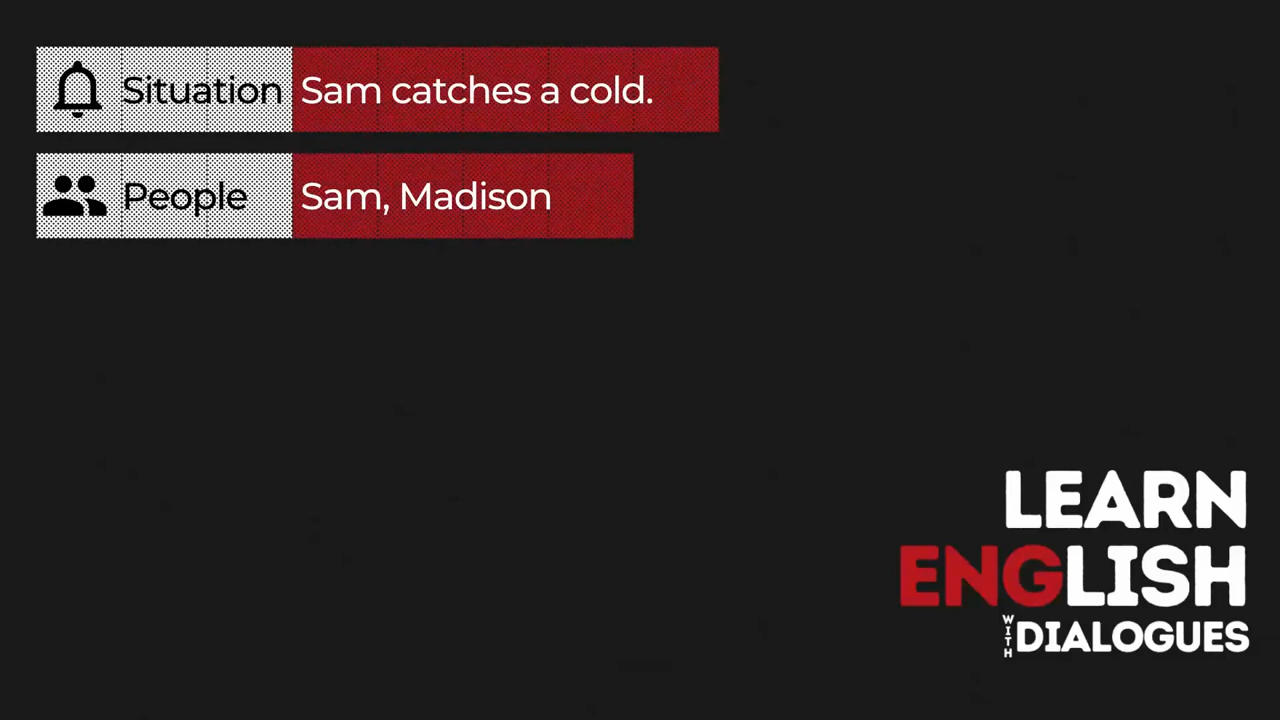 Situation Sam catches a cold.
People Sam, Madison
LEARN
ENGLISH
WITH DIALOGUES